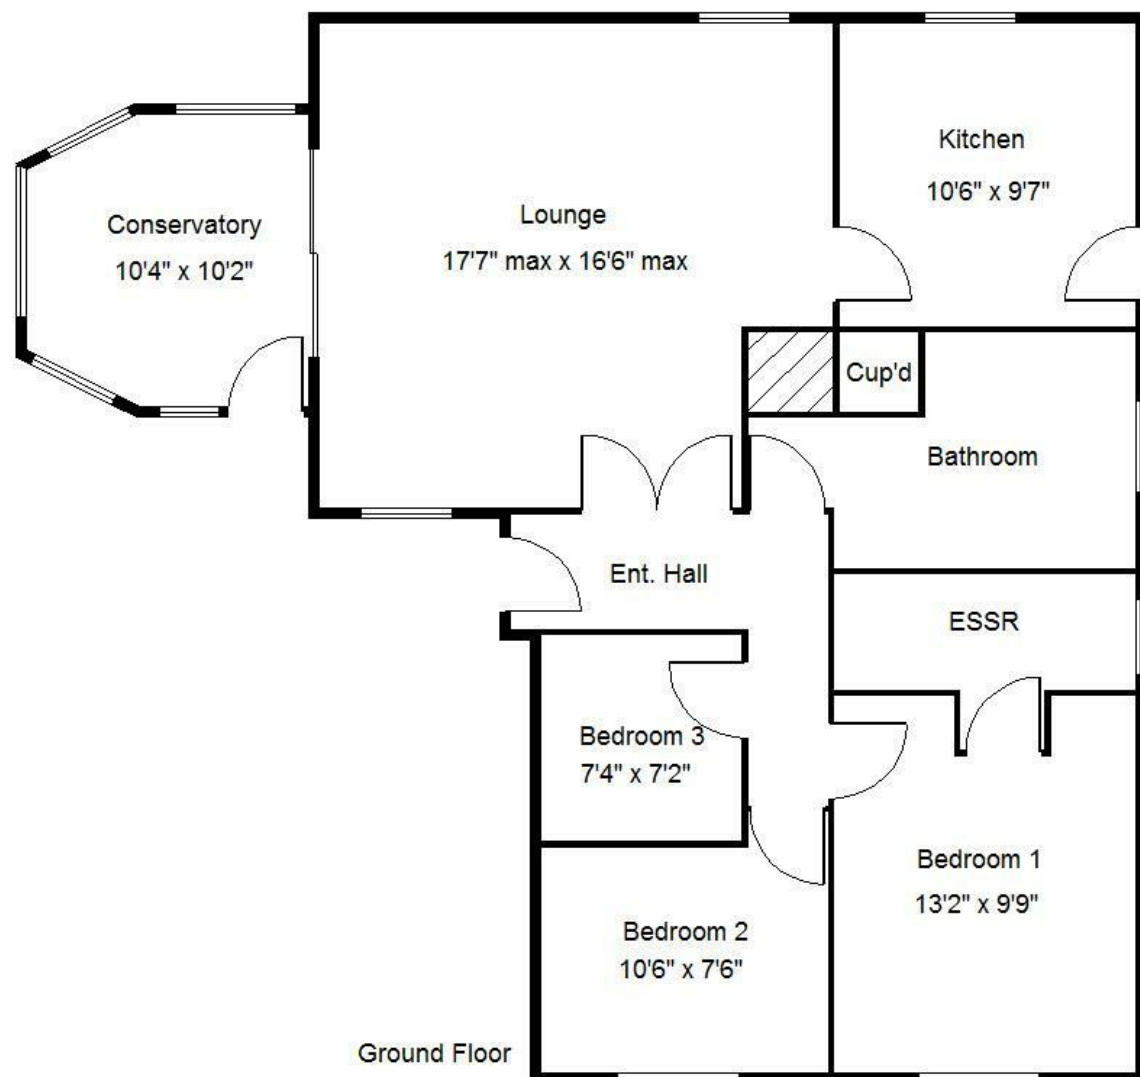 Kitchen
10'6" x 9'7"
Lounge
17'7" max x 16'6" max
Conservatory
10'4" x 10'2"
Cup'd
Bathroom
Ent. Hall
ESSR
Bedroom 3
7'4" x 7'2"
Bedroom 1
13'2" x 9'9"
Bedroom 2
10'6" x 7'6"
Ground Floor